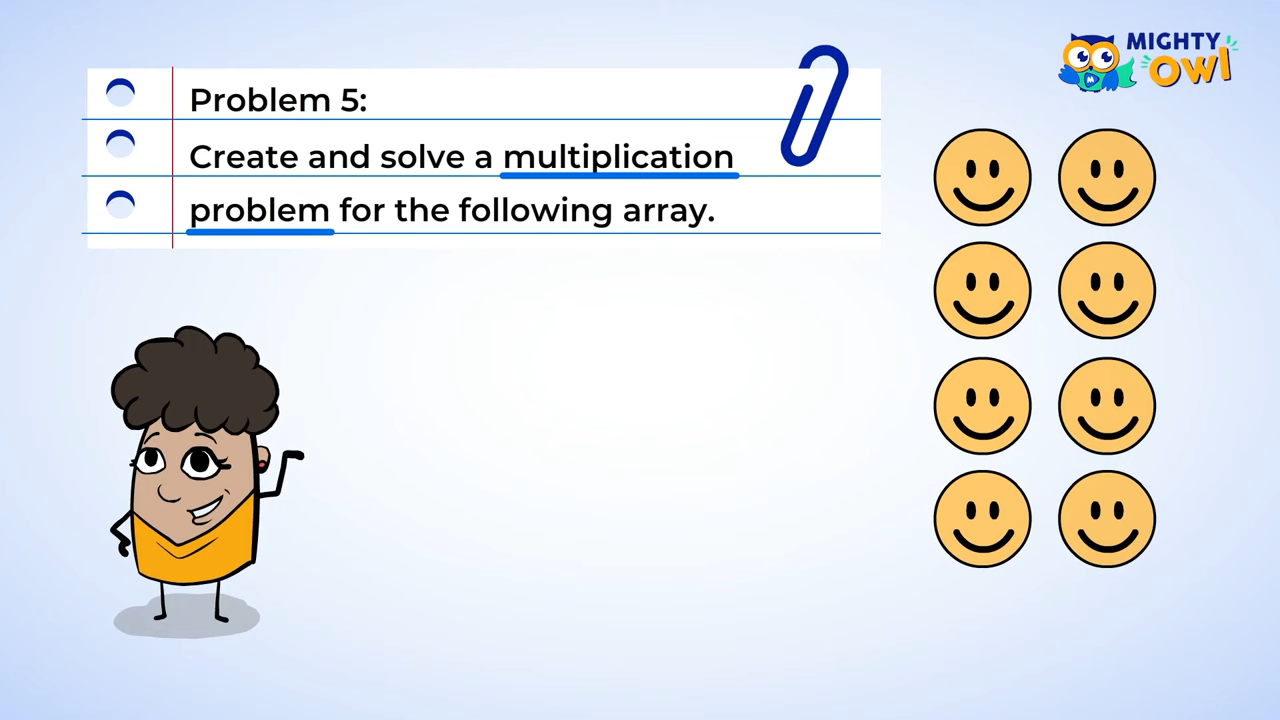 MIGHTY
OWL
Problem 5:
Create and solve a multiplication
problem for the following array.